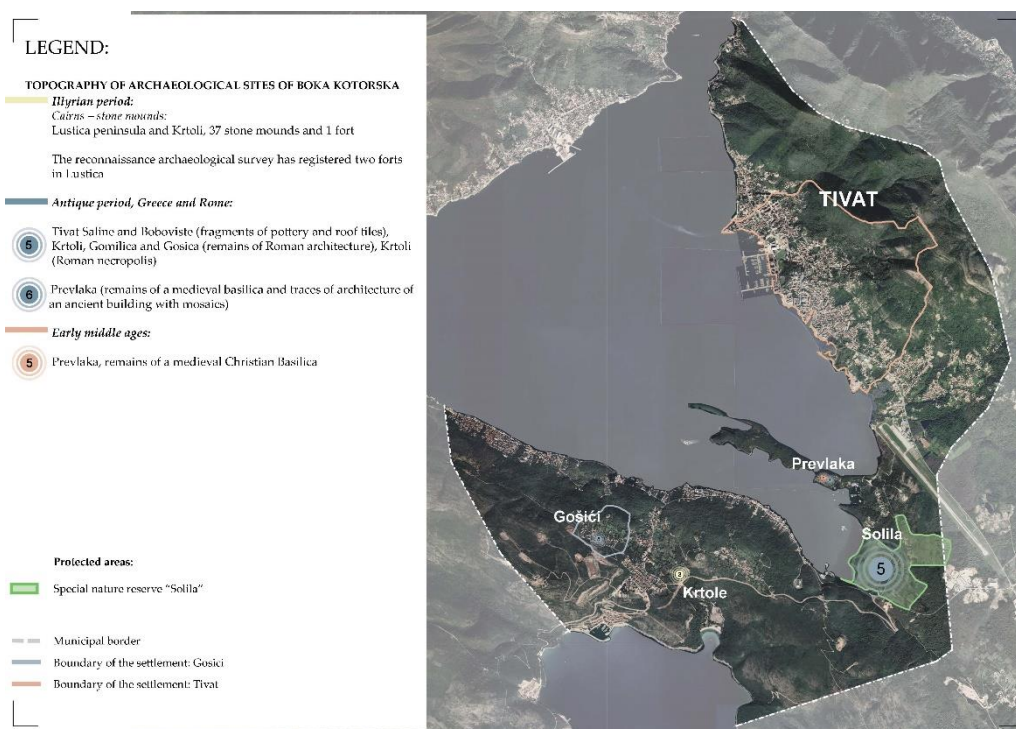 LEGEND:
TOPOGRAPHY OF ARCHAEOLOGICAL SITES OF BOKA KOTORSKA
Illyrian period:
Cairns – stone mounds:
Lustica peninsula and Krtoli, 37 stone mounds and 1 fort
The reconnaissance archaeological survey has registered two forts
in Lustica
Antique period, Greece and Rome:
5
Tivat Saline and Boboviste (fragments of pottery and roof tiles),
Krtoli, Gomilica and Gosica (remains of Roman architecture), Krtoli
(Roman necropolis)
6
Prevlaka (remains of a medieval basilica and traces of architecture of
an ancient building with mosaics)
Early middle ages:
5
Prevlaka, remains of a medieval Christian Basilica
Protected areas:
Special nature reserve "Solila"
Municipal border
Boundary of the settlement: Gosici
Boundary of the settlement: Tivat
TIVAT
Prevlaka
Gošići
Solila
5
Krtole